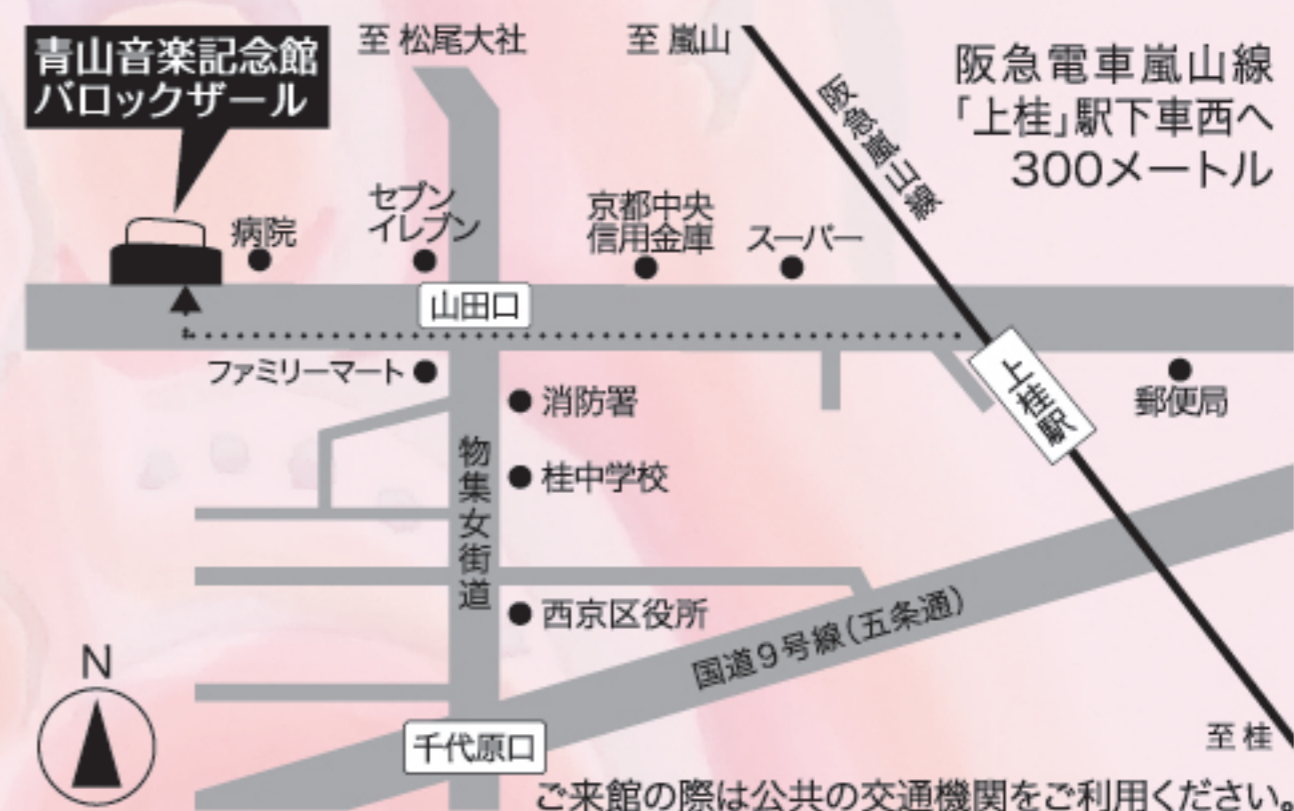 青山音楽記念館
バロックザール
至 松尾大社
至 嵐山
阪急嵐山線
阪急電車嵐山線
「上桂」駅下車西へ
300メートル
病院
セブン
イレブン
京都中央
信用金庫
スーパー
山田口
ファミリーマート
消防署
上桂駅
郵便局
物集女街道
桂中学校
西京区役所
国道9号線(五条通)
N
千代原口
至 桂
ご来館の際は公共の交通機関をご利用ください。